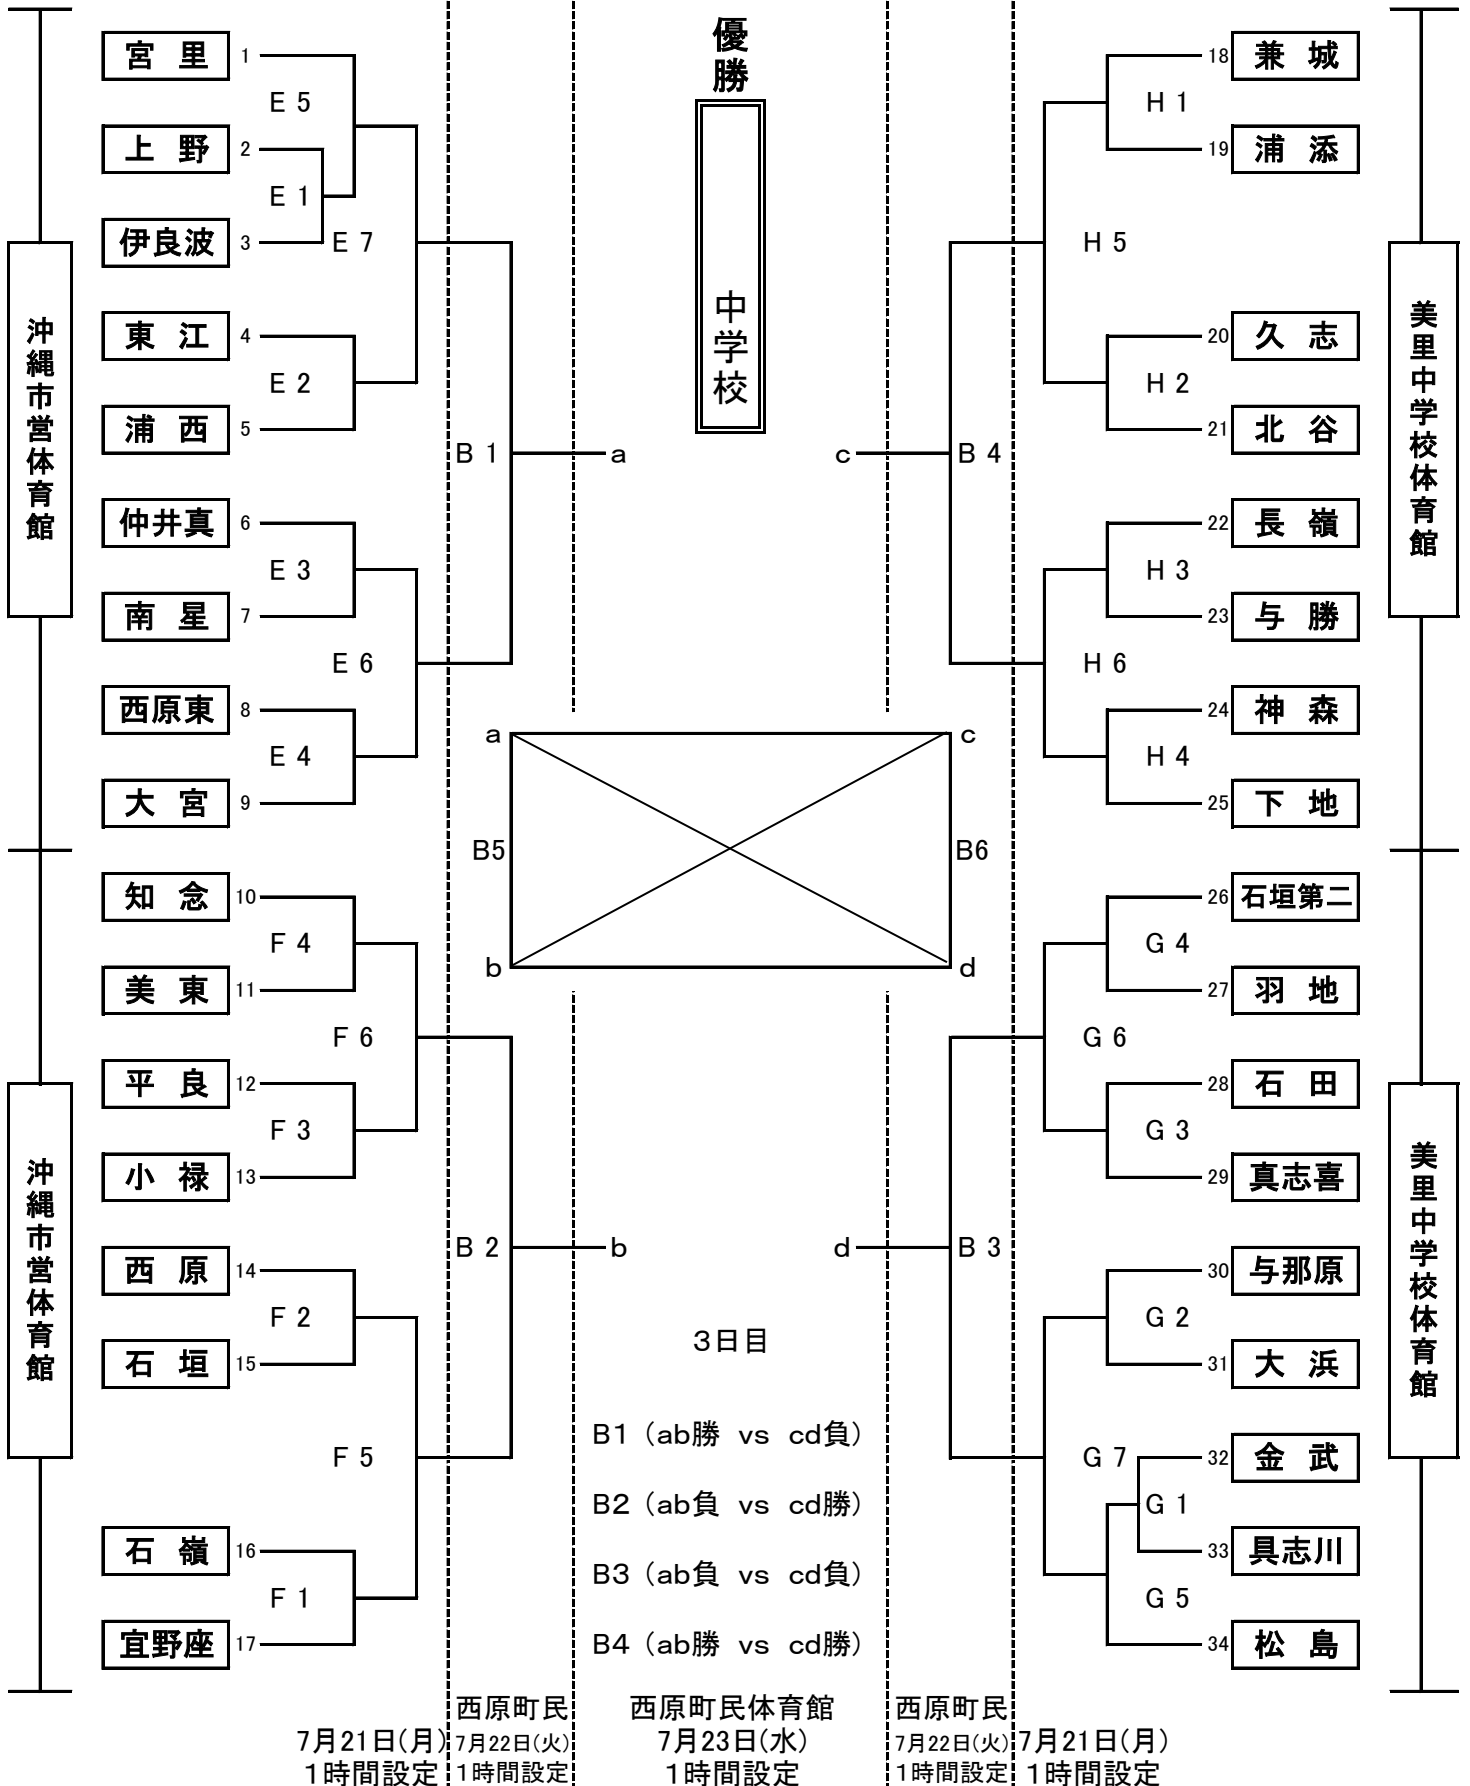 優勝
中学校
沖縄市営体育館
宮里 1
E 5
上野 2
E 1
伊良波 3
E 7
東江 4
E 2
浦西 5
B 1
a
仲井真 6
E 3
南星 7
E 6
西原東 8
E 4
大宮 9
沖縄市営体育館
知念 10
F 4
美東 11
F 6
平良 12
F 3
小禄 13
B 2
b
西原 14
F 2
石垣 15
F 5
石嶺 16
F 1
宜野座 17
a
c
B5
B6
b
d
3日目
B1（ab勝 vs cd負）
B2（ab負 vs cd勝）
B3（ab負 vs cd負）
B4（ab勝 vs cd勝）
美里中学校体育館
18 兼城
H 1
19 浦添
H 5
20 久志
H 2
21 北谷
c
B 4
22 長嶺
H 3
23 与勝
H 6
24 神森
H 4
25 下地
美里中学校体育館
26 石垣第二
G 4
27 羽地
G 6
28 石田
G 3
29 真志喜
d
B 3
30 与那原
G 2
31 大浜
G 7
32 金武
G 1
33 具志川
G 5
34 松島
7月21日(月)
1時間設定
西原町民
7月22日(火)
1時間設定
西原町民体育館
7月23日(水)
1時間設定
西原町民
7月22日(火)
1時間設定
7月21日(月)
1時間設定